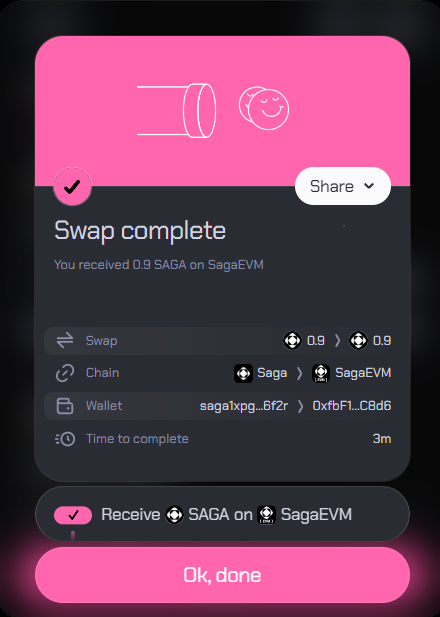 Share
Swap complete
You received 0.9 SAGA on SagaEVM
Swap 0.9 > 0.9
Chain Saga > SagaEVM
Wallet saga1xpg...6f2r > 0xfbF1...C8d6
Time to complete 3m
Receive SAGA on SagaEVM
Ok, done